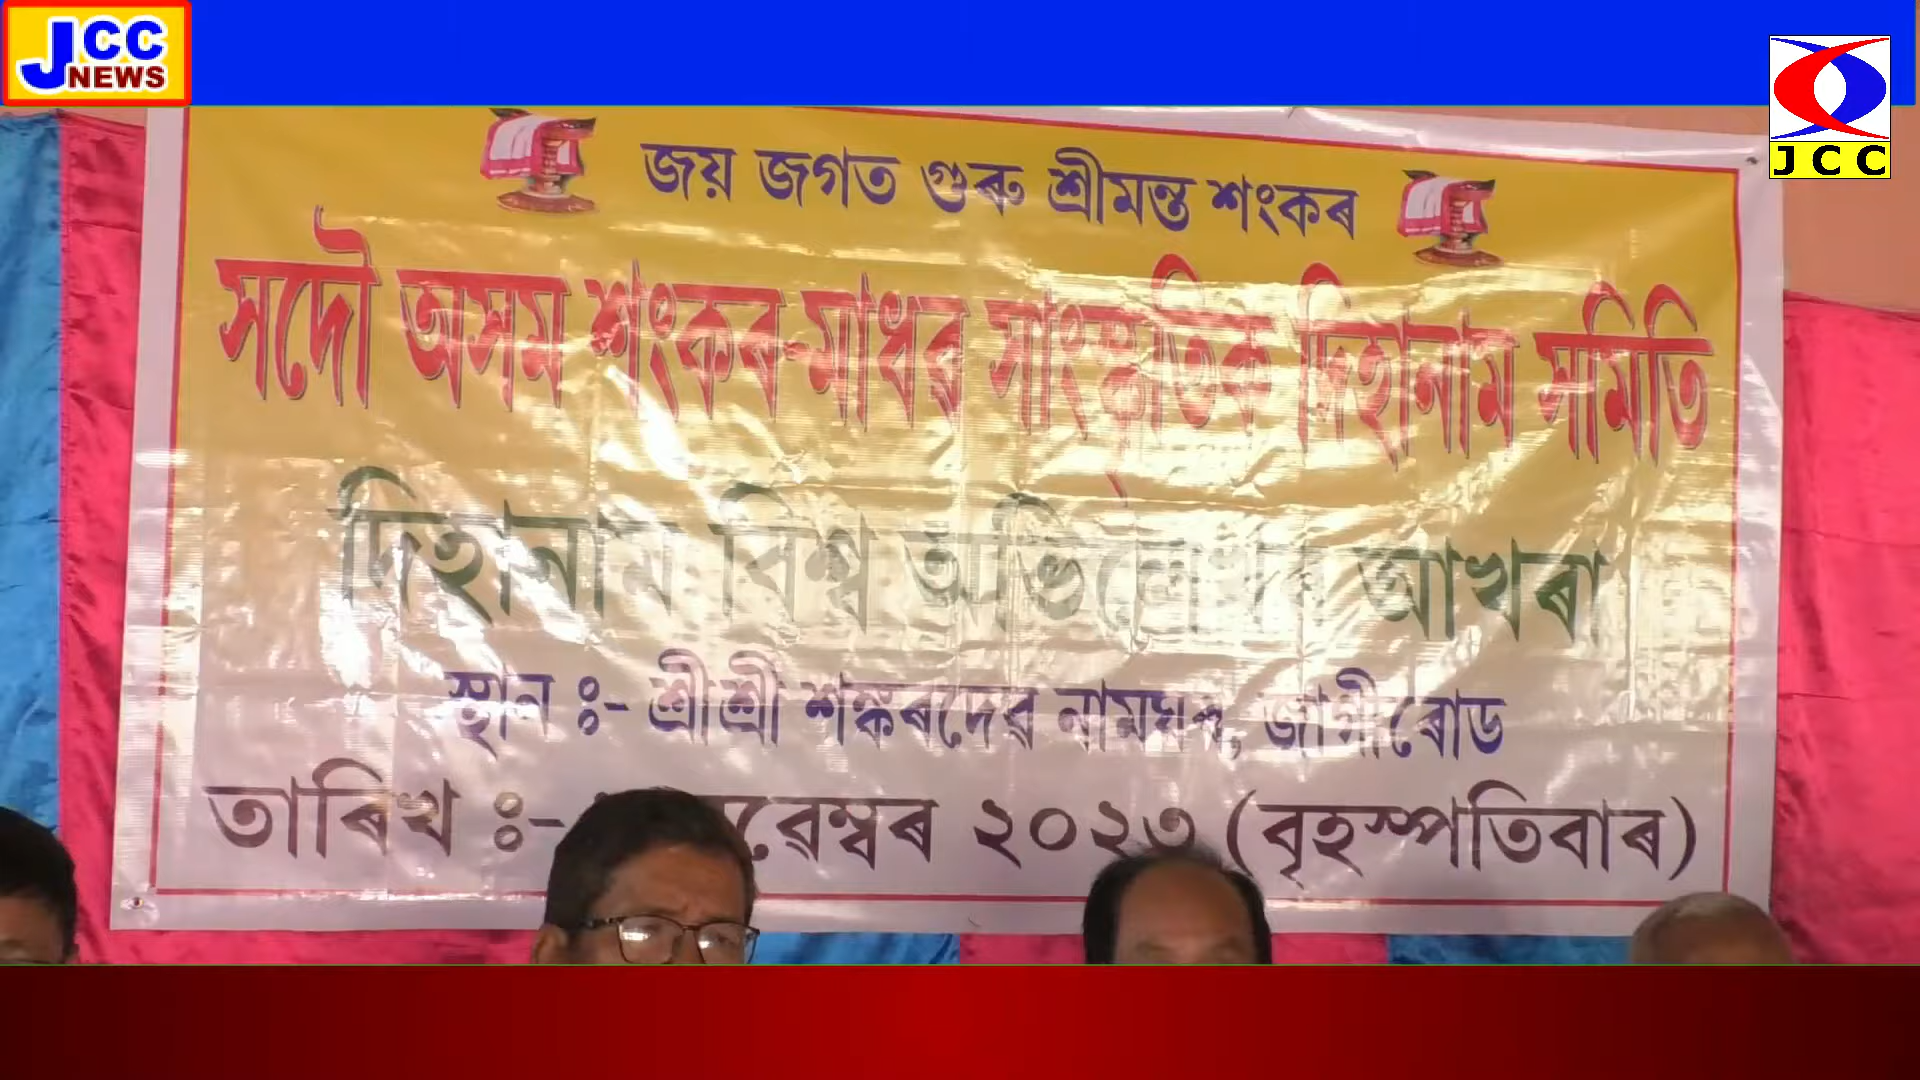 JCC NEWS
JCC
জয় জগত গুৰু শ্ৰীমন্ত শংকৰ
সদৌ অসম শংকৰ-মাধৱ সাংস্কৃতিক দিহানাম সমিতি
দিহানাম বিশ্ব অভিলেখৰ আখৰা
স্থান ঃ- শ্ৰীশ্ৰী শঙ্কৰদেৱ নামঘৰ, জাগীৰোড
তাৰিখ ঃ- ২০২৩ (বৃহস্পতিবাৰ)